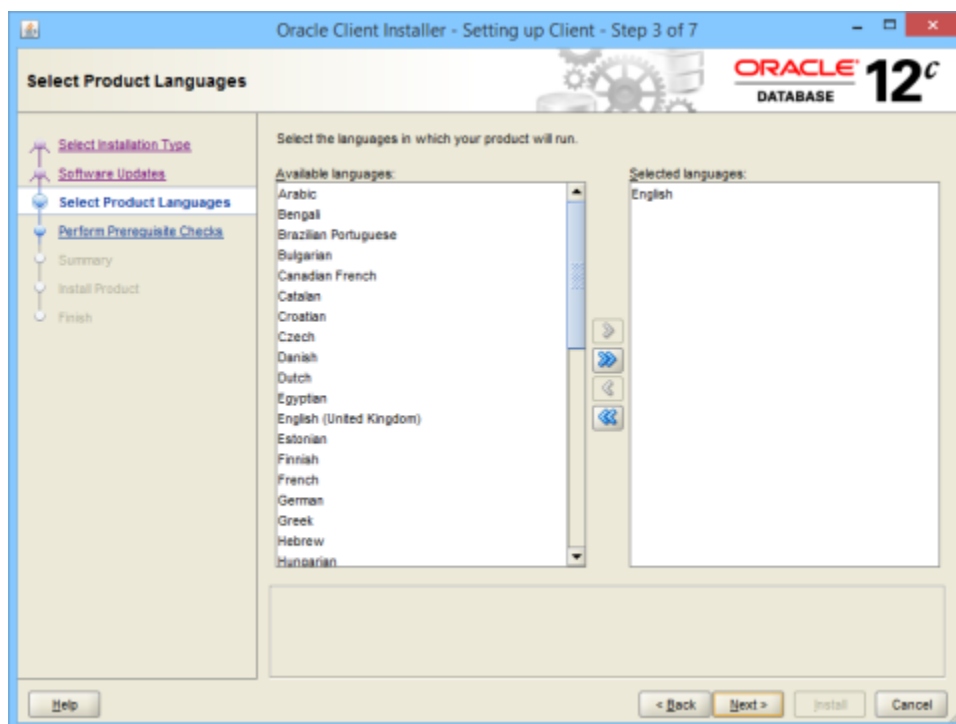 Oracle Client Installer - Setting up Client - Step 3 of 7
Select Product Languages
ORACLE®
DATABASE
12c
Select Installation Type
Software Updates
Select Product Languages
Perform Prerequisite Checks
Summary
Install Product
Finish
Select the languages in which your product will run.
Available languages:
Arabic
Bengali
Brazilian Portuguese
Bulgarian
Canadian French
Catalan
Croatian
Czech
Danish
Dutch
Egyptian
English (United Kingdom)
Estonian
Finnish
French
German
Greek
Hebrew
Hungarian
Selected languages:
English
Help
< Back
Next >
Install
Cancel